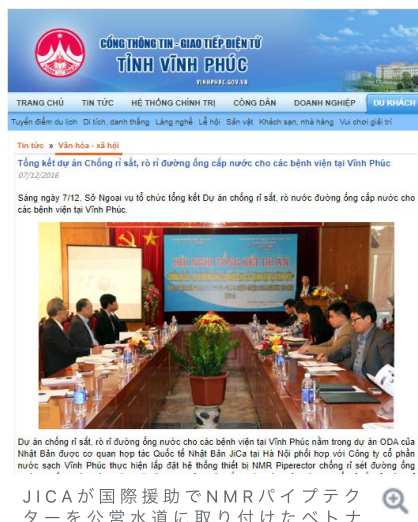 CỔNG THÔNG TIN - GIAO TIẾP ĐIỆN TỬ
TỈNH VĨNH PHÚC
VINHPHUC.GOV.VN
TRANG CHỦ TIN TỨC HỆ THỐNG CHÍNH TRỊ CÔNG DÂN DOANH NGHIỆP DU KHÁCH
Tuyến điểm du lịch Di tích, danh thắng Làng nghề Lễ hội Sản vật Khách sạn, nhà hàng Vui chơi giải trí
Tin tức » Văn hóa - xã hội
Tổng kết dự án Chống rỉ sắt, rò rỉ đường ống cấp nước cho các bệnh viện tại Vĩnh Phúc
07/12/2016
Sáng ngày 7/12, Sở Ngoại vụ tổ chức tổng kết Dự án chống rỉ sắt, rò nước đường ống cấp nước cho
các bệnh viện tại Vĩnh Phúc.
HỘI NGHỊ TỔNG KẾT DỰ ÁN
Dự án chống rỉ sắt, rò rỉ đường ống nước cho các bệnh viện tại Vĩnh Phúc nằm trong dự án ODA của
Nhật Bản được cơ quan hợp tác Quốc tế Nhật Bản JiCa tại Hà Nội phối hợp với Công ty cổ phần
nước sạch Vĩnh Phúc thực hiện lắp đặt hệ thống thiết bị NMR Piperector chống rỉ sét đường ống
JICAが国際援助でNMRパイプテク
ターを公営水道に取り付けたベトナ